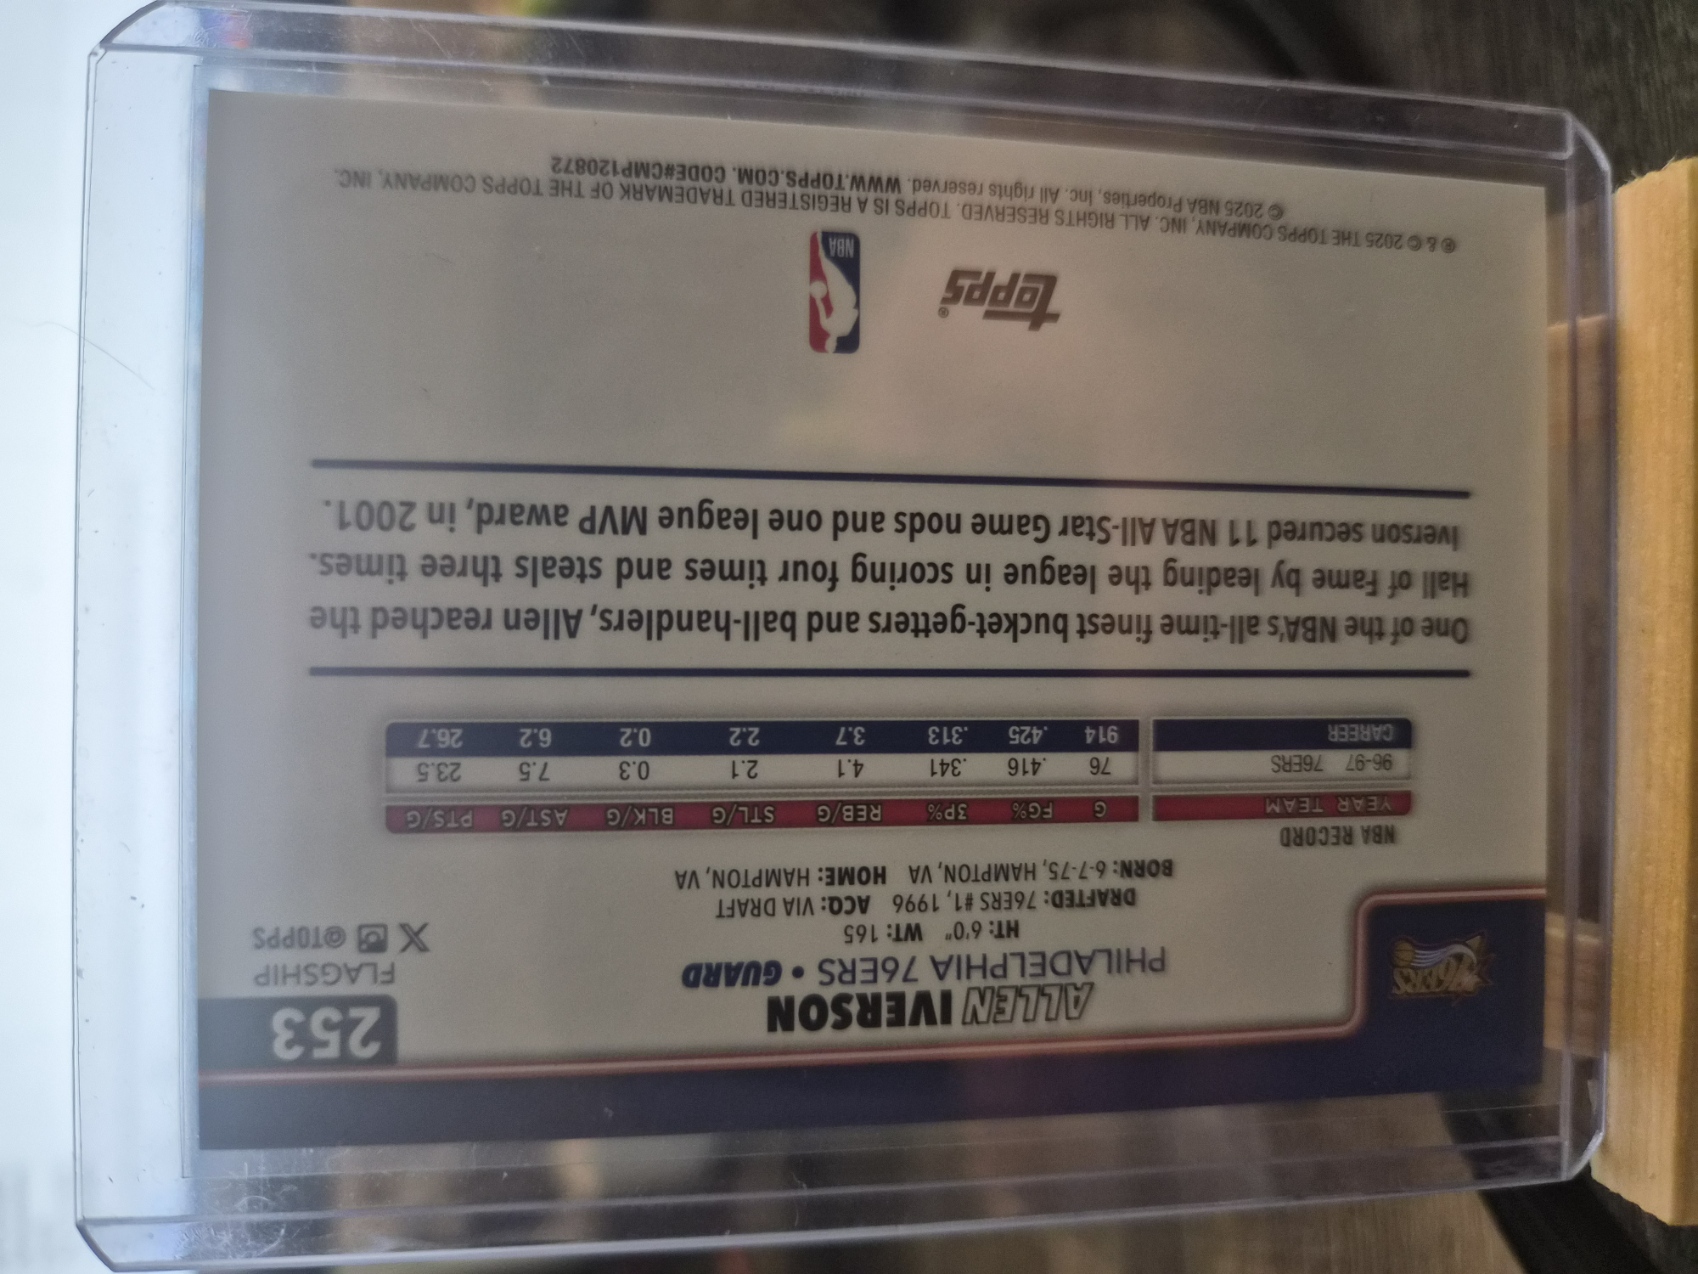 253
ALLEN IVERSON
FLAGSHIP
PHILADELPHIA 76ERS • GUARD
@TOPPS
HT: 6'0" WT: 165
DRAFTED: 76ERS #1, 1996 ACQ: VIA DRAFT
BORN: 6-7-75, HAMPTON, VA HOME: HAMPTON, VA
NBA RECORD
YEAR TEAM G FG% 3P% REB/G STL/G BLK/G AST/G PTS/G
96-97 76ERS 76 .416 .341 4.1 2.1 0.3 7.5 23.5
CAREER 914 .425 .313 3.7 2.2 0.2 6.2 26.7
One of the NBA's all-time finest bucket-getters and ball-handlers, Allen reached the
Hall of Fame by leading the league in scoring four times and steals three times.
Iverson secured 11 NBA All-Star Game nods and one league MVP award, in 2001.
topps®
NBA
® & © 2025 THE TOPPS COMPANY, INC. ALL RIGHTS RESERVED. TOPPS IS A REGISTERED TRADEMARK OF THE TOPPS COMPANY, INC.
© 2025 NBA Properties, Inc. All rights reserved. WWW.TOPPS.COM. CODE#CMP120872